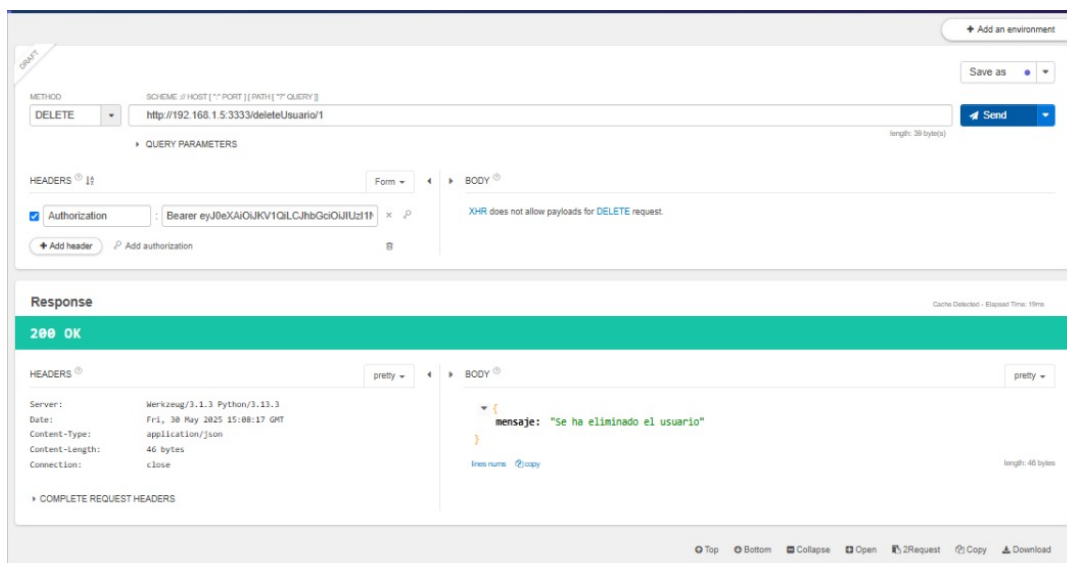 + Add an environment
DRAFT
Save as
METHOD
SCHEME :// HOST [ ":" PORT ] [ PATH [ "?" QUERY ]]
DELETE
http://192.168.1.5:3333/deleteUsuario/1
Send
length: 39 byte(s)
QUERY PARAMETERS
HEADERS
Form
BODY
Authorization
:
Bearer
XHR does not allow payloads for DELETE request.
+ Add header
Add authorization
Response
Cache Detected - Elapsed Time: 19ms
200 OK
HEADERS
pretty
BODY
pretty
Server: Werkzeug/3.1.3 Python/3.13.3
Date: Fri, 30 May 2025 15:08:17 GMT
Content-Type: application/json
Content-Length: 46 bytes
Connection: close
{
mensaje: "Se ha eliminado el usuario"
}
lines nums copy
length: 46 bytes
COMPLETE REQUEST HEADERS
Top Bottom Collapse Open 2Request Copy Download